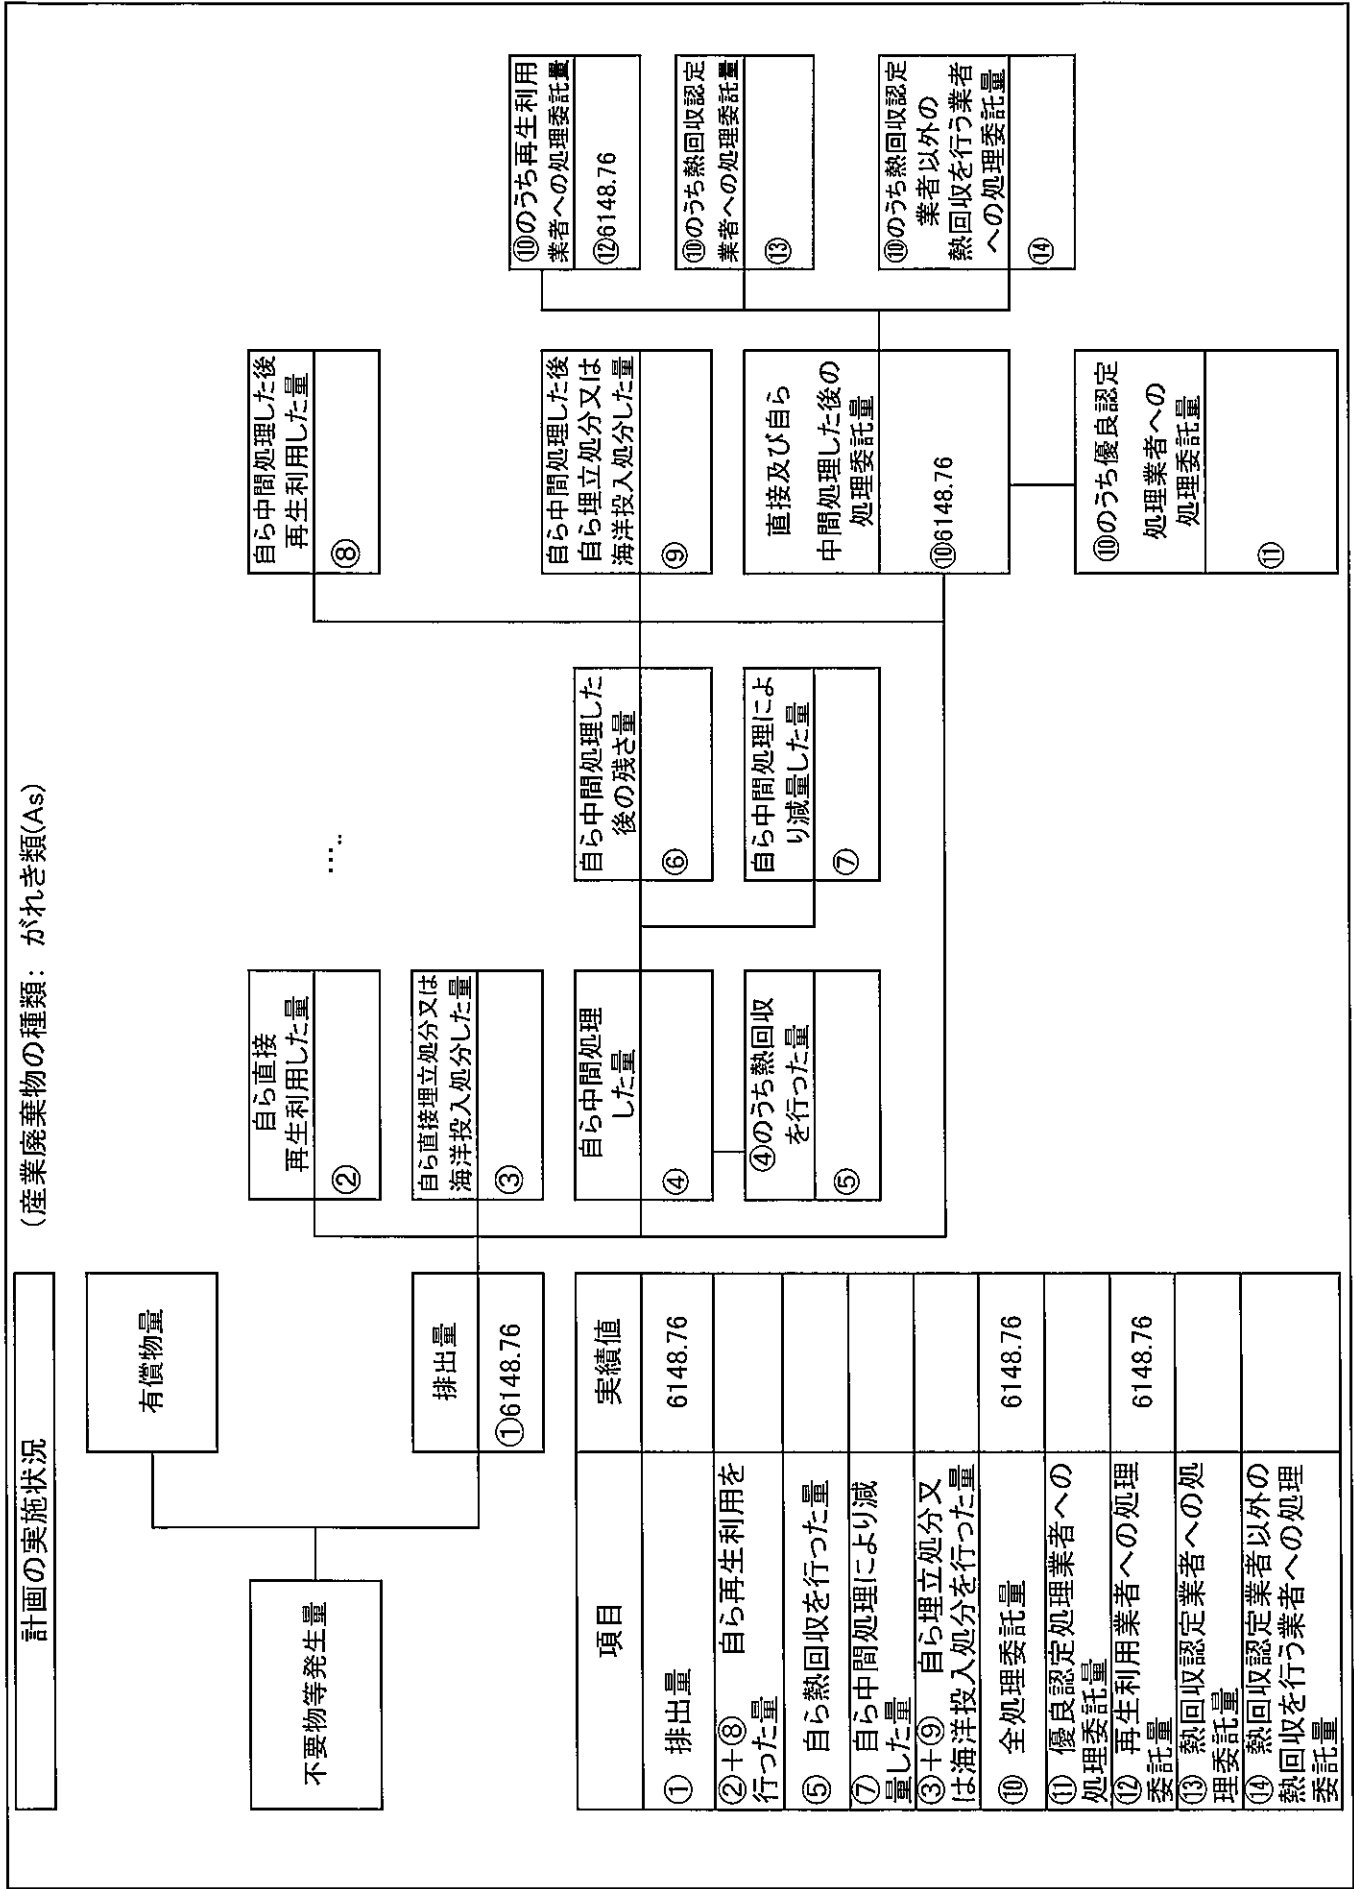 計画の実施状況
(産業廃棄物の種類： がれき類(As)
不要物等発生量
有償物量
排出量
①6148.76
自ら直接
再生利用した量
②
自ら直接埋立処分又は
海洋投入処分した量
③
自ら中間処理
した量
④
④のうち熱回収
を行った量
⑤
自ら中間処理した
後の残さ量
⑥
自ら中間処理によ
り減量した量
⑦
自ら中間処理した後
再生利用した量
⑧
自ら中間処理した後
自ら埋立処分又は
海洋投入処分した量
⑨
直接及び自ら
中間処理した後の
処理委託量
⑩6148.76
⑩のうち優良認定
処理業者への
処理委託量
⑪
⑩のうち再生利用
業者への処理委託量
⑫6148.76
⑩のうち熱回収認定
業者への処理委託量
⑬
⑩のうち熱回収認定
業者以外の
熱回収を行う業者
への処理委託量
⑭
項目 実績値
① 排出量 6148.76
②＋⑧ 自ら再生利用を
行った量
⑤ 自ら熱回収を行った量
⑦ 自ら中間処理により減
量した量
③＋⑨ 自ら埋立処分又
は海洋投入処分を行った量
⑩ 全処理委託量 6148.76
⑪ 優良認定処理業者への
処理委託量
⑫ 再生利用業者への処理
委託量 6148.76
⑬ 熱回収認定業者への処
理委託量
⑭ 熱回収認定業者以外の
熱回収を行う業者への処理
委託量